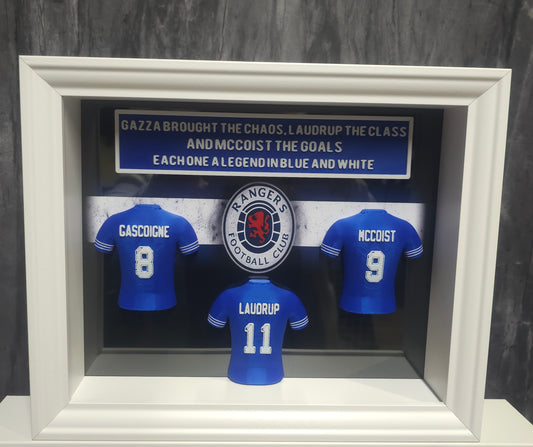 GAZZA BROUGHT THE CHAOS, LAUDRUP THE CLASS
AND MCCOIST THE GOALS
EACH ONE A LEGEND IN BLUE AND WHITE
RANGERS
FOOTBALL CLUB
GASCOIGNE
8
MCCOIST
9
LAUDRUP
11